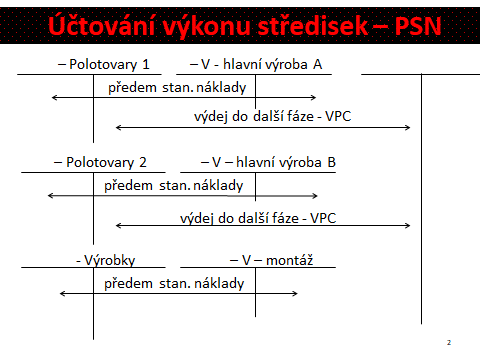 Účtování výkonu středisek – PSN
– Polotovary 1 – V - hlavní výroba A
předem stan. náklady
výdej do další fáze - VPC
– Polotovary 2 – V – hlavní výroba B
předem stan. náklady
výdej do další fáze - VPC
- Výrobky – V – montáž
předem stan. náklady
2